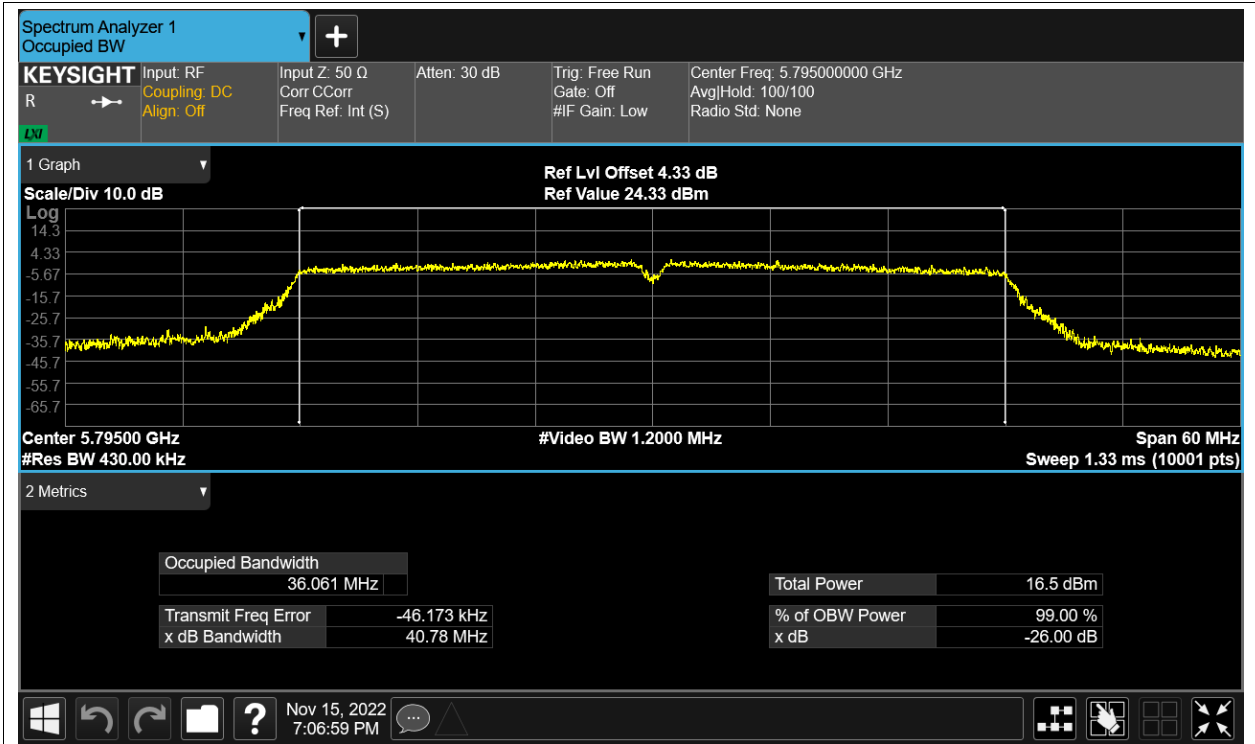 Spectrum Analyzer 1
Occupied BW
KEYSIGHT
R
LXI
Input: RF
Coupling: DC
Align: Off
Input Z: 50 Ω
Corr CCorr
Freq Ref: Int (S)
Atten: 30 dB
Trig: Free Run
Gate: Off
#IF Gain: Low
Center Freq: 5.795000000 GHz
Avg|Hold: 100/100
Radio Std: None
1 Graph
Scale/Div 10.0 dB
Ref Lvl Offset 4.33 dB
Ref Value 24.33 dBm
Log
14.3
4.33
-5.67
-15.7
-25.7
-35.7
-45.7
-55.7
-65.7
Center 5.79500 GHz
#Video BW 1.2000 MHz
Span 60 MHz
#Res BW 430.00 kHz
Sweep 1.33 ms (10001 pts)
2 Metrics
Occupied Bandwidth
36.061 MHz
Total Power 16.5 dBm
Transmit Freq Error -46.173 kHz
% of OBW Power 99.00 %
x dB Bandwidth 40.78 MHz
x dB -26.00 dB
?
Nov 15, 2022
7:06:59 PM